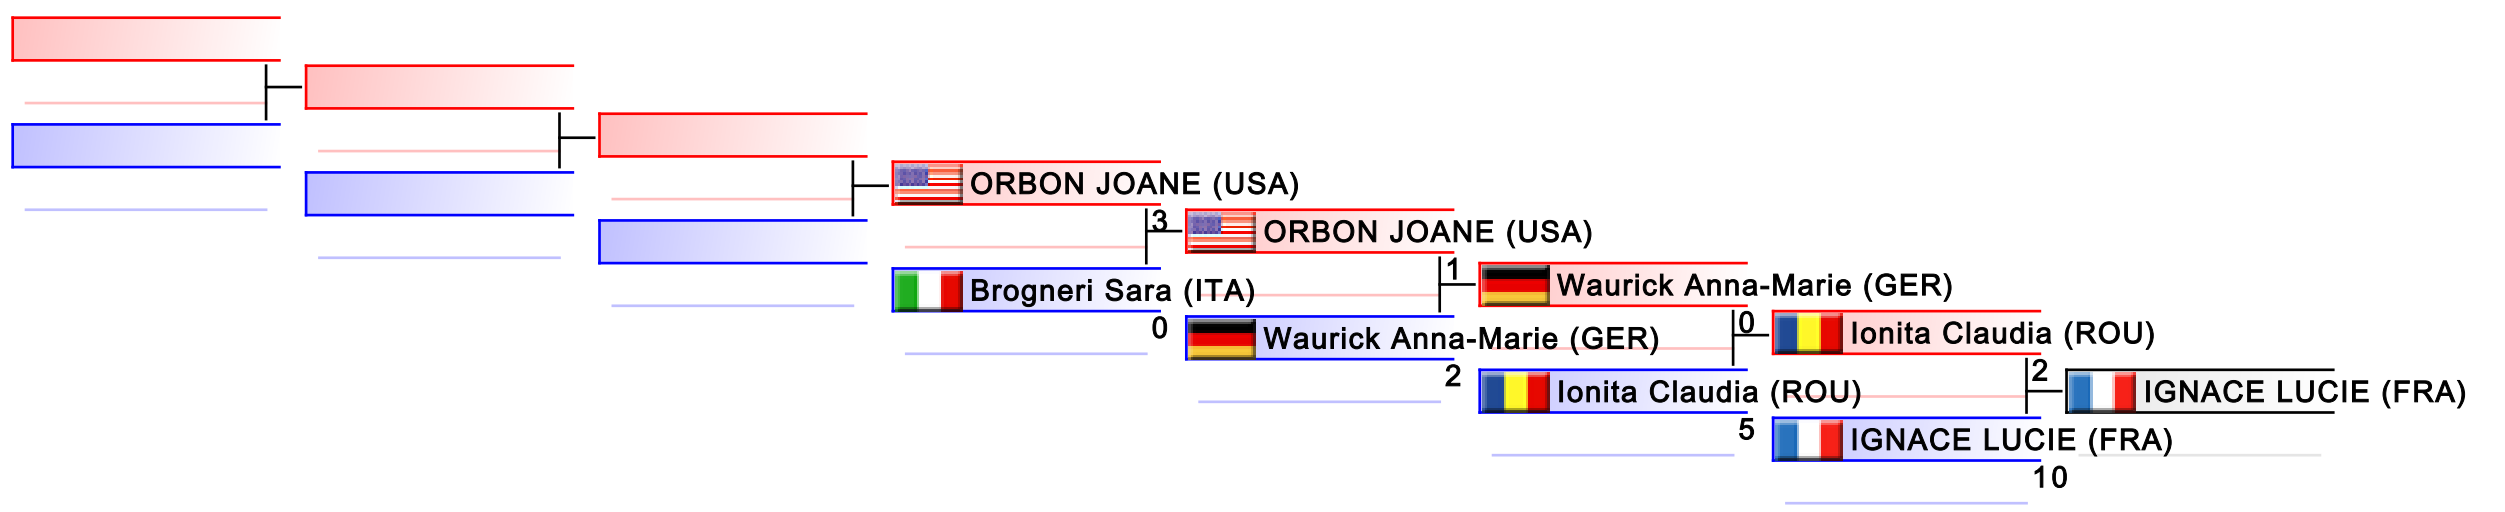 ORBON JOANE (USA)
3
Brogneri Sara (ITA)
0
ORBON JOANE (USA)
1
Waurick Anna-Marie (GER)
2
Waurick Anna-Marie (GER)
0
Ionita Claudia (ROU)
5
Ionita Claudia (ROU)
2
IGNACE LUCIE (FRA)
10
IGNACE LUCIE (FRA)